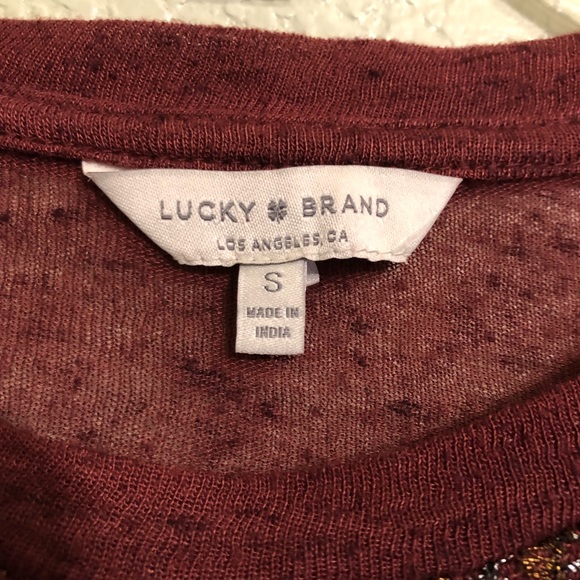 LUCKY BRAND
LOS ANGELES, CA
S
MADE IN
INDIA